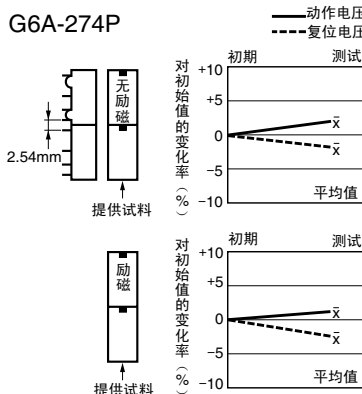 G6A-274P
动作电压
复位电压
无励磁
2.54mm
提供试料
对初始值的变化率（%）
初期
测试
+10
+5
0
−5
−10
x̄
x̄
平均值
励磁
提供试料
对初始值的变化率（%
初期
测试
+10
+5
0
−5
−10
x̄
x̄
平均值